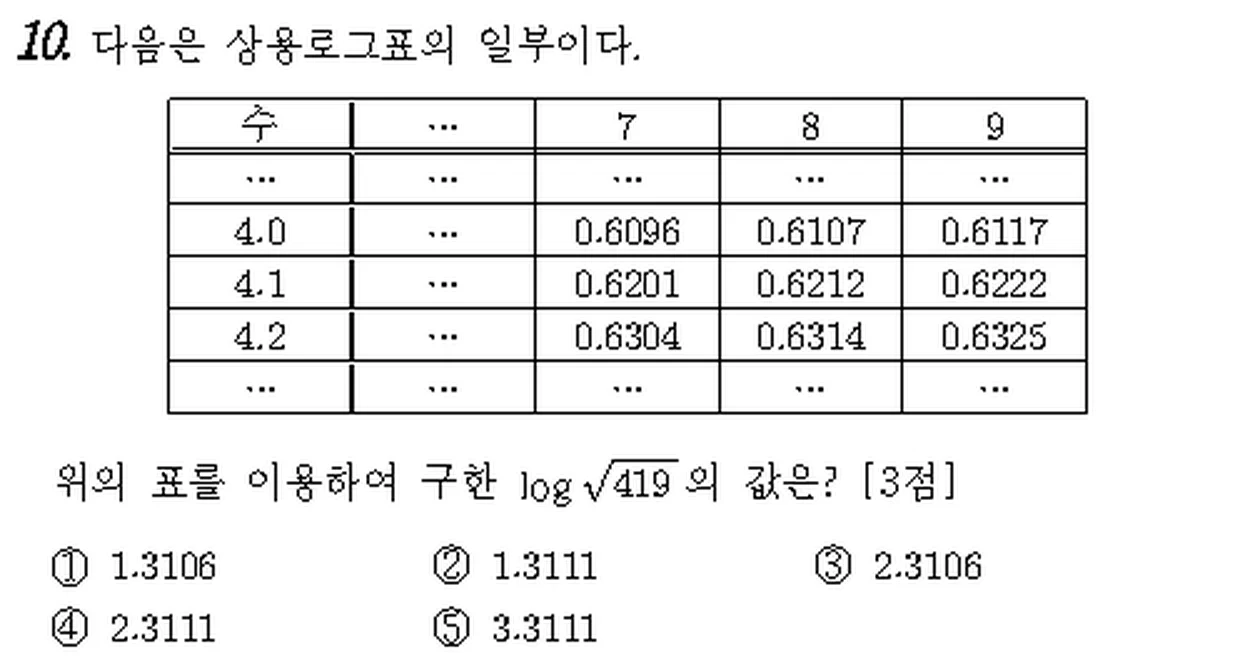 10. 다음은 상용로그표의 일부이다.
수 … 7 8 9
… … … … …
4.0 … 0.6096 0.6107 0.6117
4.1 … 0.6201 0.6212 0.6222
4.2 … 0.6304 0.6314 0.6325
… … … … …
위의 표를 이용하여 구한 log √419 의 값은? [3점]
① 1.3106 ② 1.3111 ③ 2.3106
④ 2.3111 ⑤ 3.3111